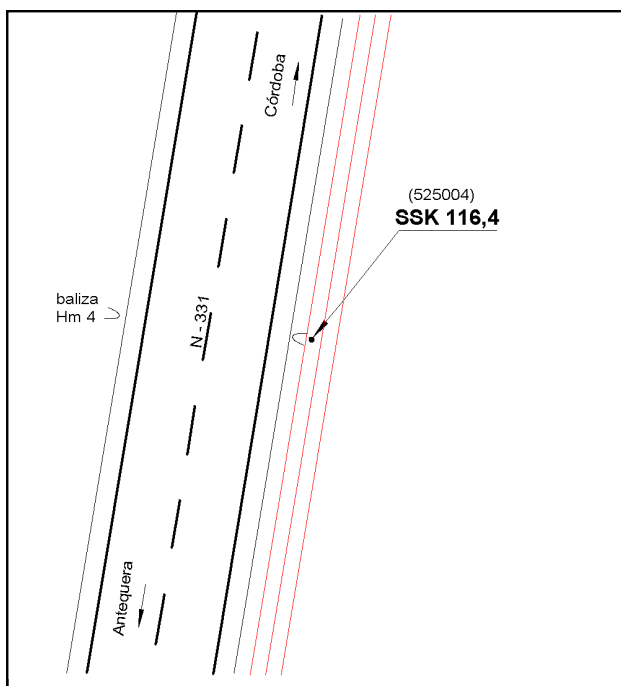 Córdoba
(525004)
SSK 116,4
baliza
Hm 4
N - 331
Antequera